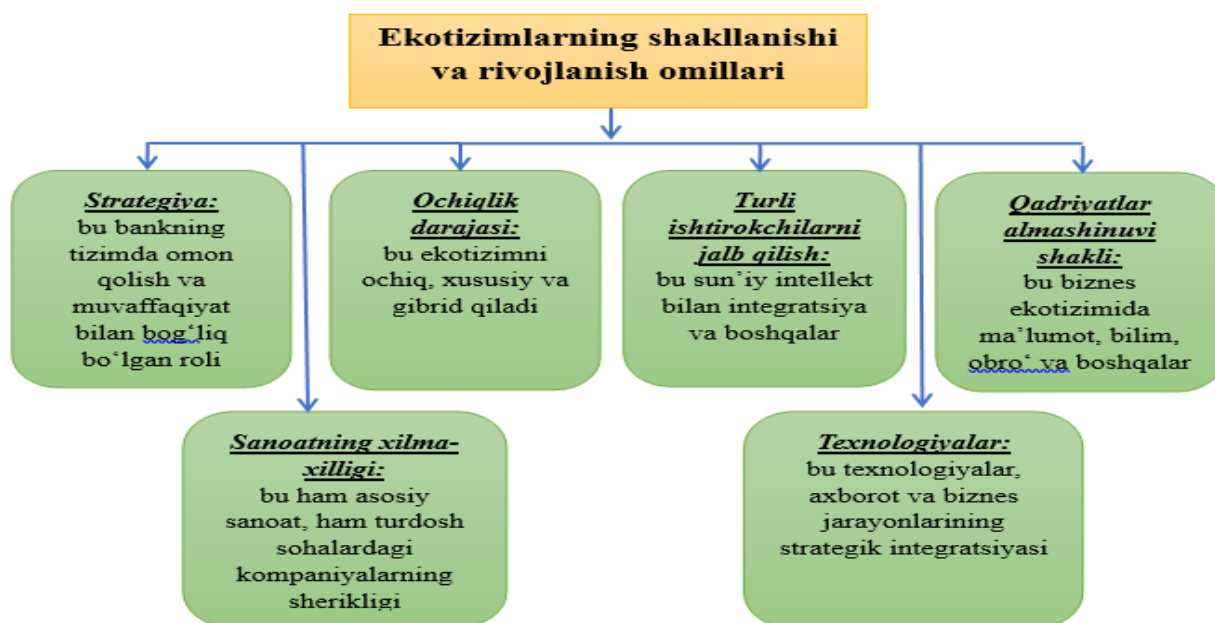 Ekotizimlarning shakllanishi
va rivojlanish omillari
Strategiya:
bu bankning
tizimda omon
qolish va
muvaffaqiyat
bilan bog‘liq
bo‘lgan roli
Ochiqlik
darajasi:
bu ekotizimni
ochiq, xususiy va
gibrid qiladi
Turli
ishtirokchilarni
jalb qilish:
bu sun’iy intellekt
bilan integratsiya
va boshqalar
Qadriyatlar
almashinuvi
shakli:
bu biznes
ekotizimida
ma’lumot, bilim,
obro‘ va boshqalar
Sanoatning xilma-
xilligi:
bu ham asosiy
sanoat, ham turdosh
sohalardagi
kompaniyalarning
sherikligi
Texnologiyalar:
bu texnologiyalar,
axborot va biznes
jarayonlarining
strategik integratsiyasi